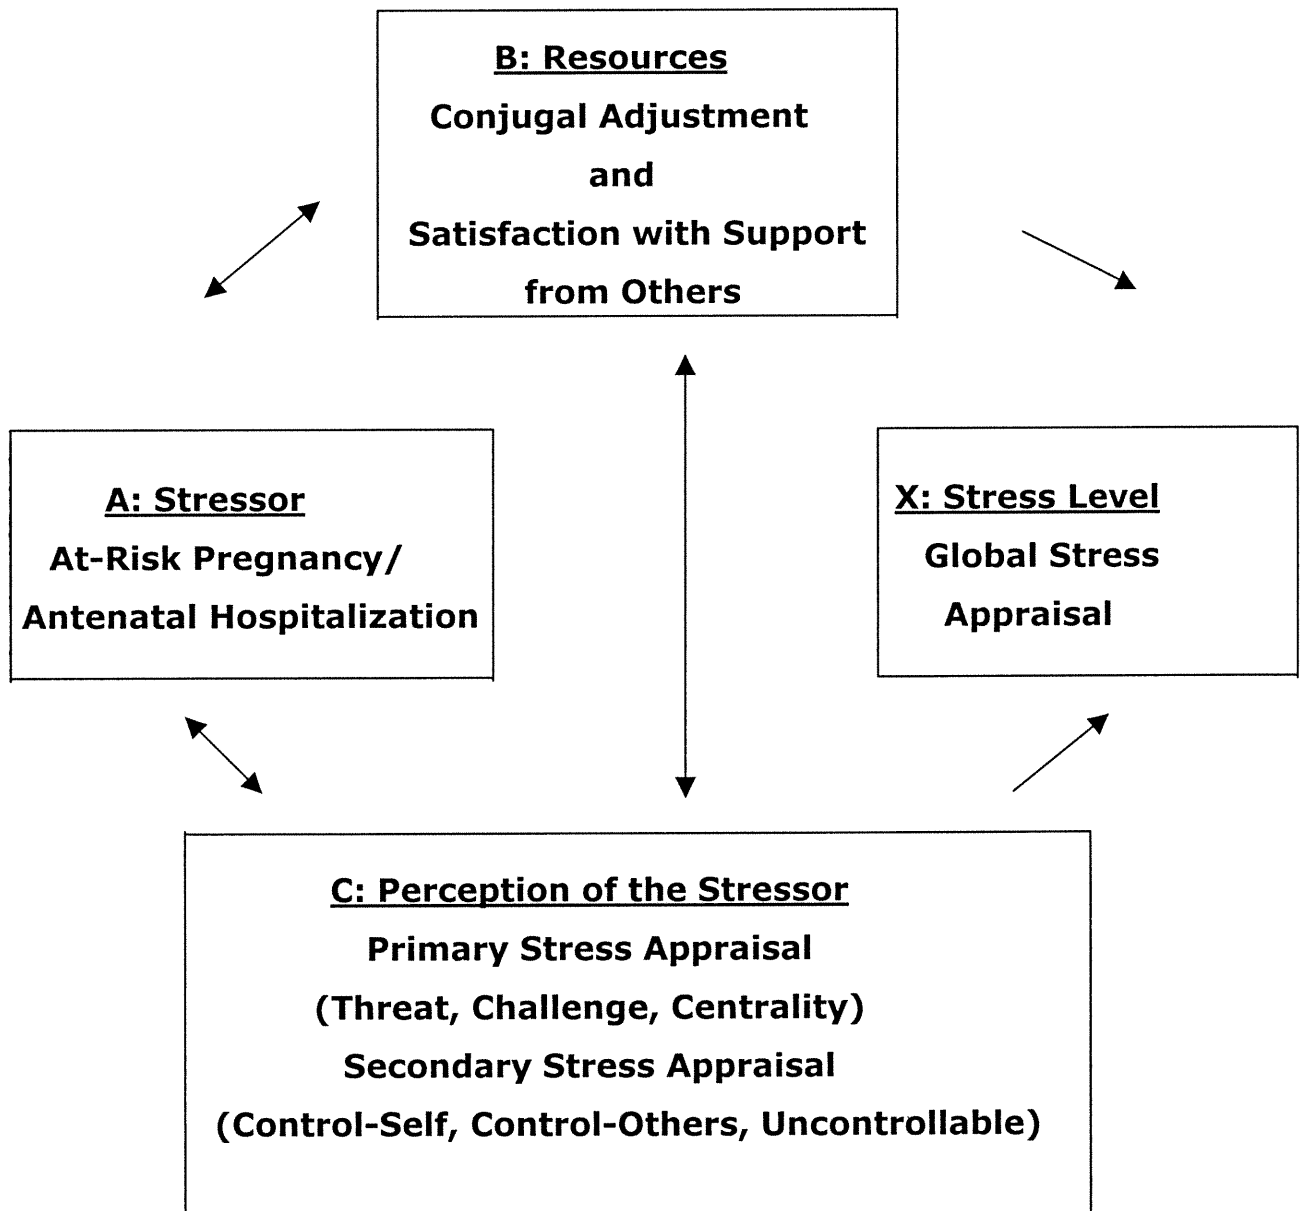 B: Resources
Conjugal Adjustment
and
Satisfaction with Support
from Others
A: Stressor
At-Risk Pregnancy/
Antenatal Hospitalization
X: Stress Level
Global Stress
Appraisal
C: Perception of the Stressor
Primary Stress Appraisal
(Threat, Challenge, Centrality)
Secondary Stress Appraisal
(Control-Self, Control-Others, Uncontrollable)